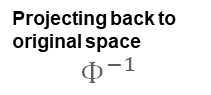 Projecting back to
original space
Φ⁻¹